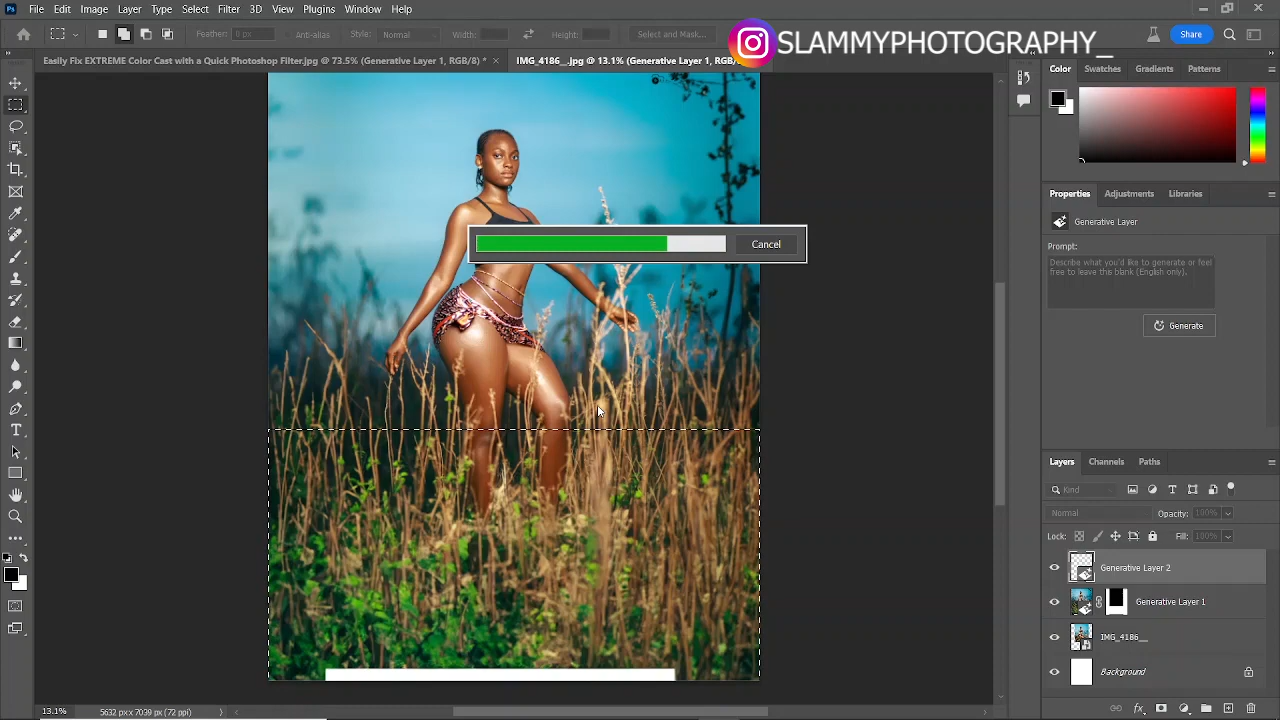 Ps File Edit Image Layer Type Select Filter 3D View Plugins Window Help
Feather: 0 px Anti-alias Style: Normal Width: Height: Select and Mask... Share
SLAMMYPHOTOGRAPHY_
Easily Fix EXTREME Color Cast with a Quick Photoshop Filter.jpg @ 73.5% (Generative Layer 1, RGB/8) * ×
IMG_4186__.jpg @ 13.1% (Generative Layer 1, RGB/
Color Swatches Gradients Patterns
Properties Adjustments Libraries
Generative Layer
Prompt:
Describe what you'd like to generate or feel
free to leave this blank (English only).
Generate
Cancel
Layers Channels Paths
Kind
Normal Opacity: 100%
Lock: Fill: 100%
Generative Layer 2
Generative Layer 1
IMG_4186__
Background
13.1% 5632 px x 7039 px (72 ppi)